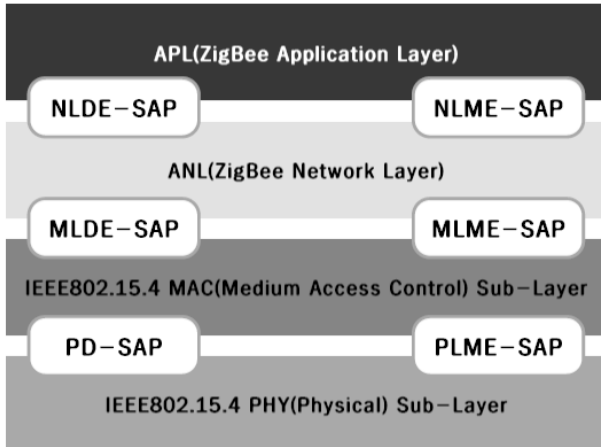 APL(ZigBee Application Layer)
NLDE-SAP
NLME-SAP
ANL(ZigBee Network Layer)
MLDE-SAP
MLME-SAP
IEEE802.15.4 MAC(Medium Access Control) Sub-Layer
PD-SAP
PLME-SAP
IEEE802.15.4 PHY(Physical) Sub-Layer